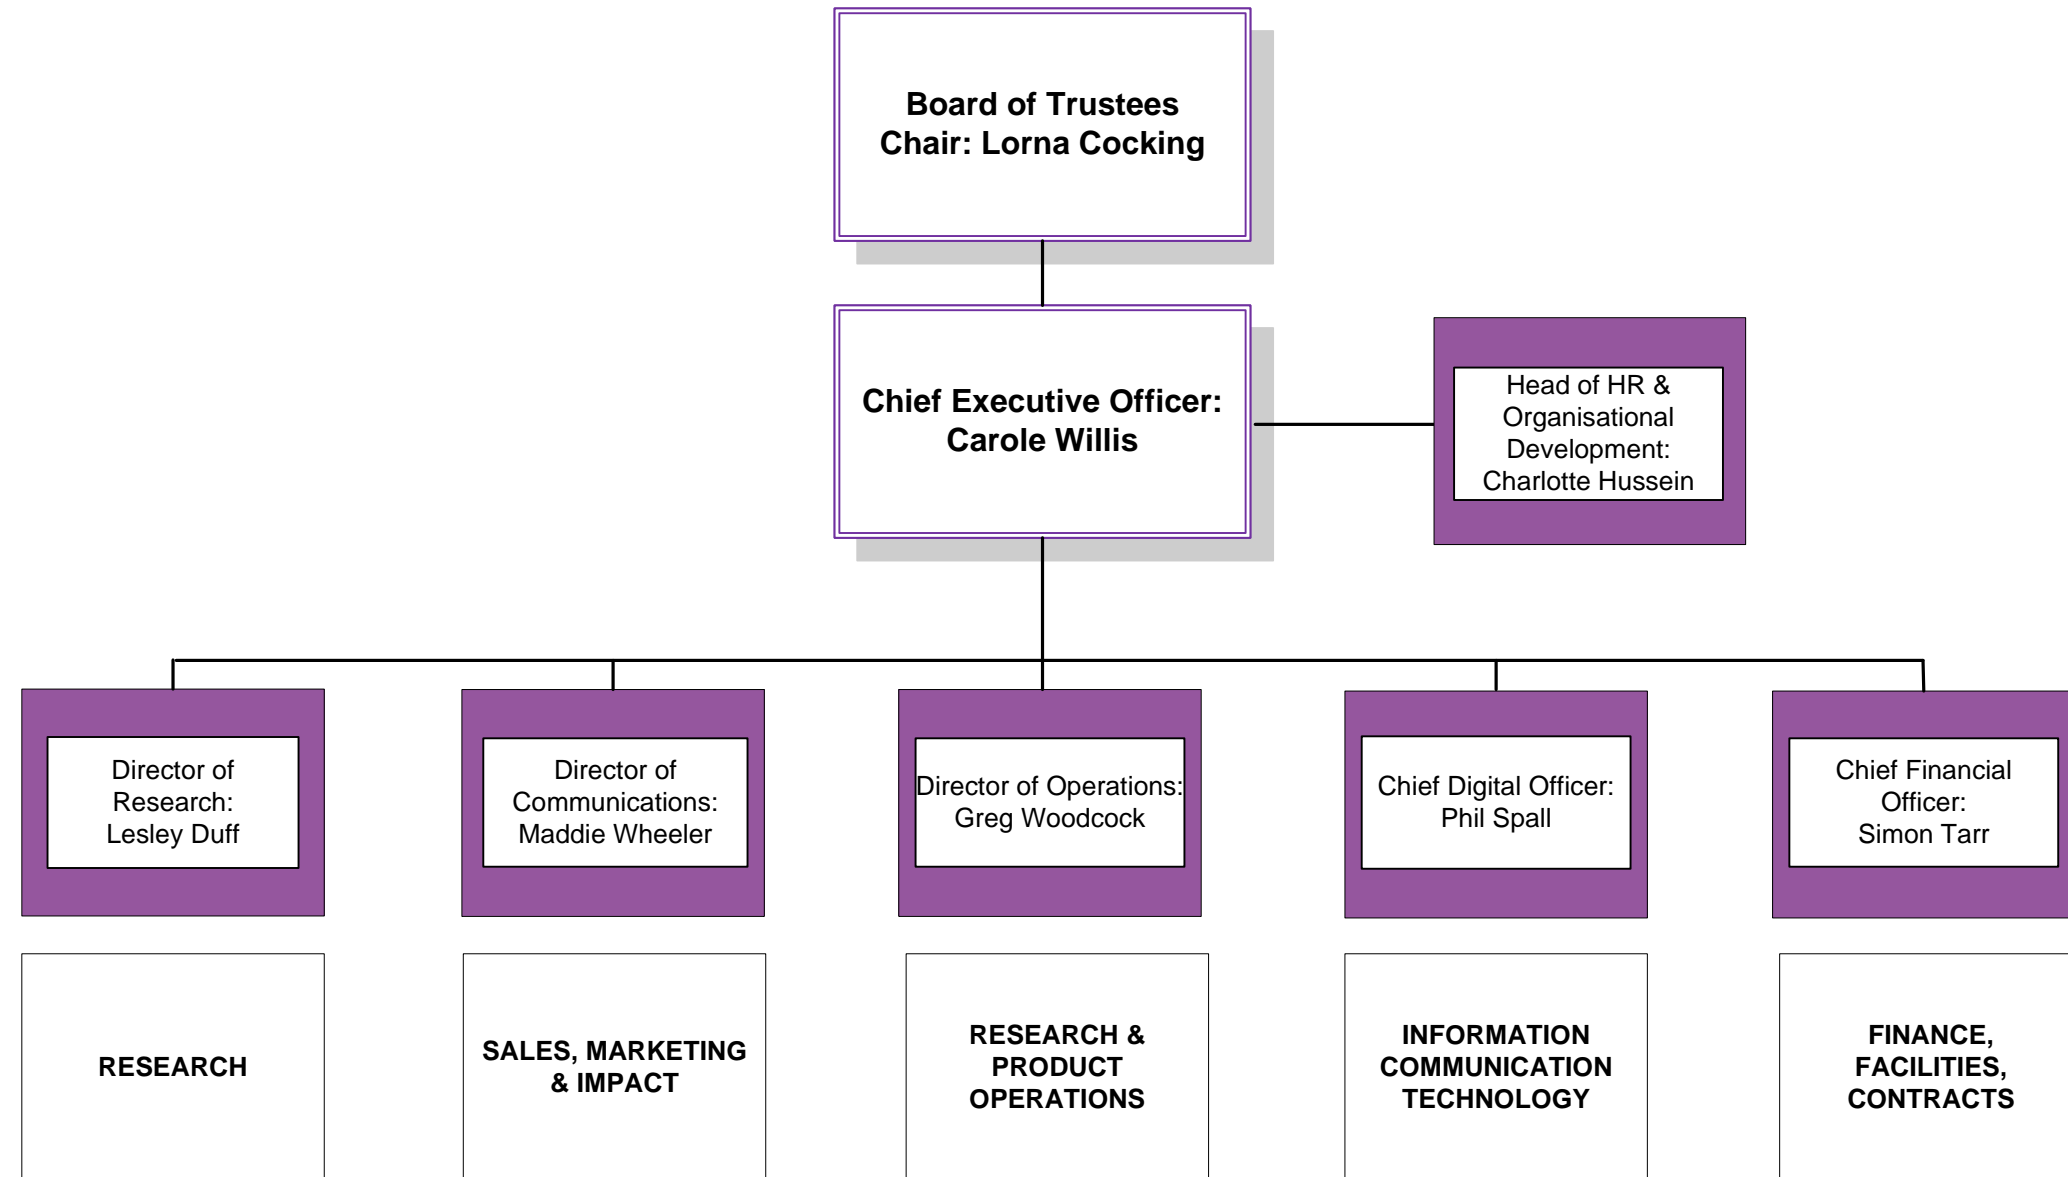 Board of Trustees
Chair: Lorna Cocking
Chief Executive Officer:
Carole Willis
Head of HR &
Organisational
Development:
Charlotte Hussein
Director of
Research:
Lesley Duff
Director of
Communications:
Maddie Wheeler
Director of Operations:
Greg Woodcock
Chief Digital Officer:
Phil Spall
Chief Financial
Officer:
Simon Tarr
RESEARCH
SALES, MARKETING
& IMPACT
RESEARCH &
PRODUCT
OPERATIONS
INFORMATION
COMMUNICATION
TECHNOLOGY
FINANCE,
FACILITIES,
CONTRACTS